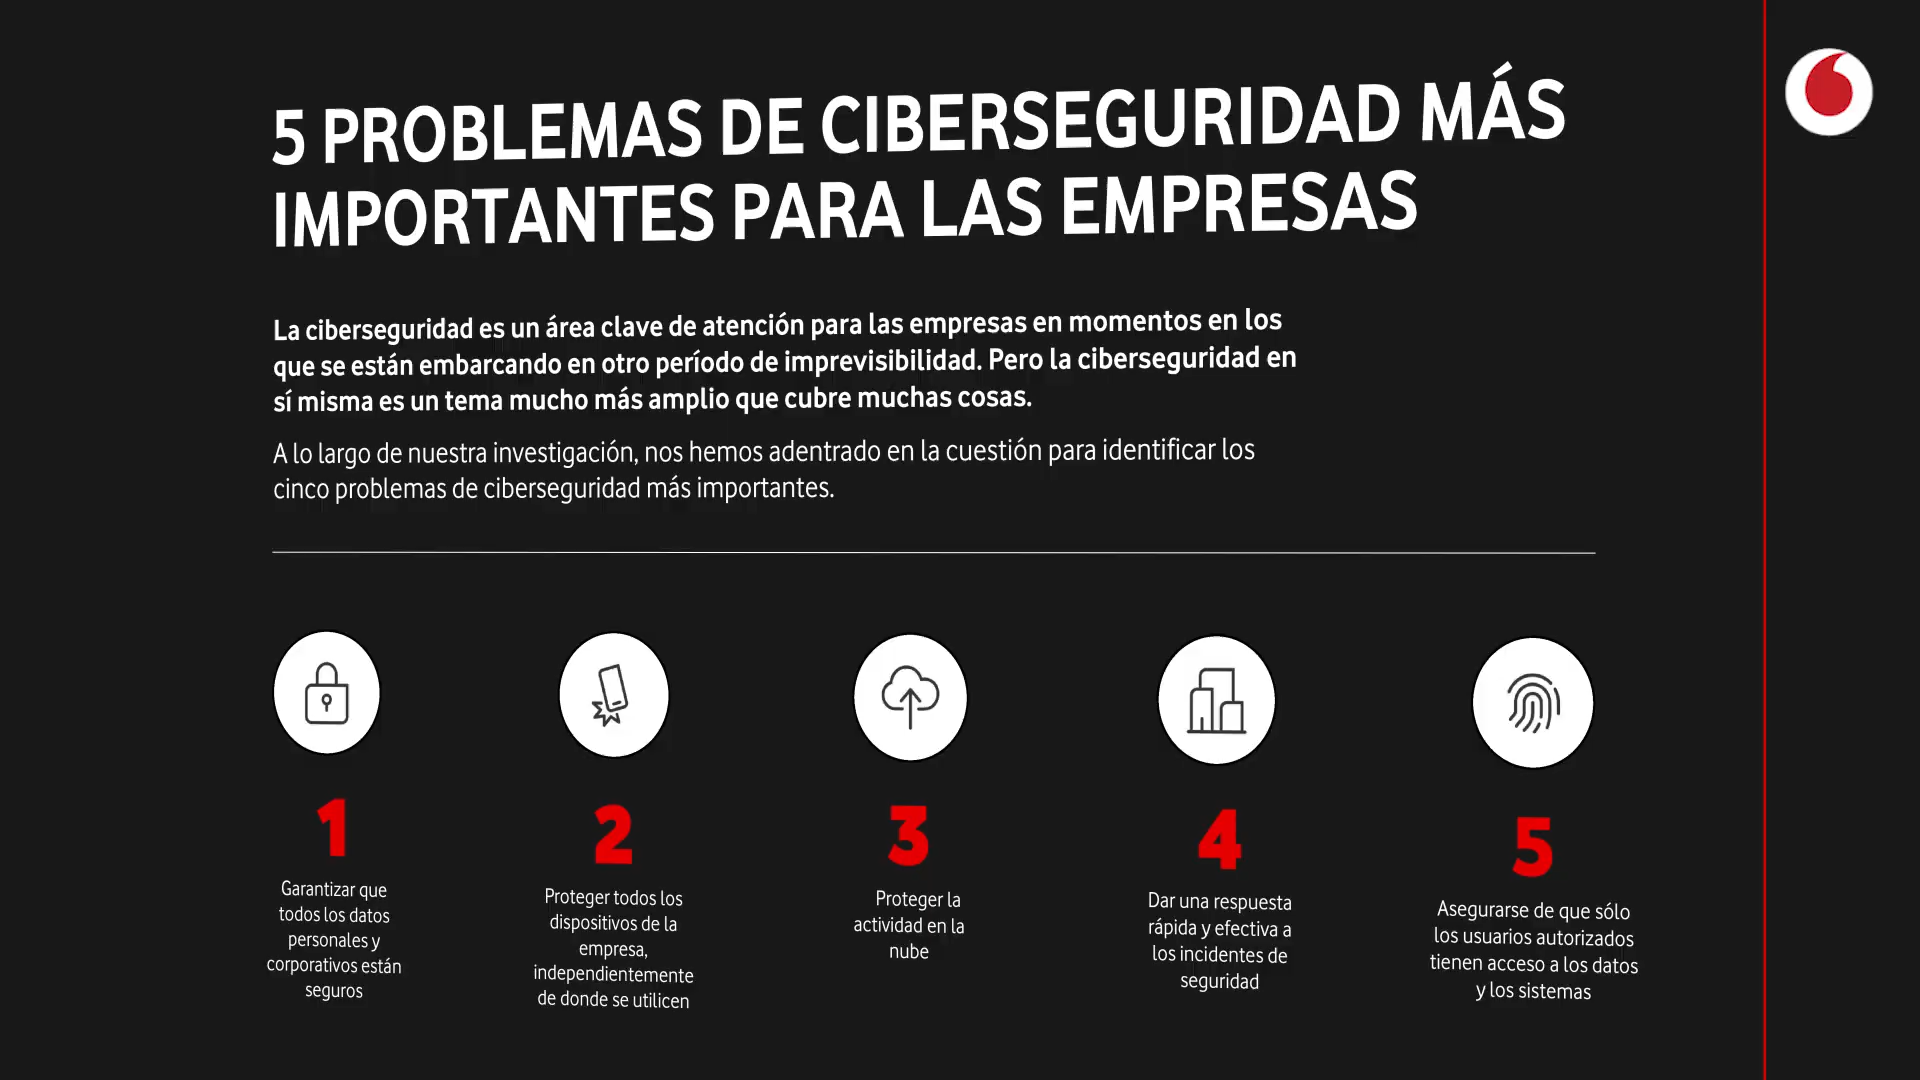 5 PROBLEMAS DE CIBERSEGURIDAD MÁS
IMPORTANTES PARA LAS EMPRESAS
La ciberseguridad es un área clave de atención para las empresas en momentos en los
que se están embarcando en otro período de imprevisibilidad. Pero la ciberseguridad en
sí misma es un tema mucho más amplio que cubre muchas cosas.
A lo largo de nuestra investigación, nos hemos adentrado en la cuestión para identificar los
cinco problemas de ciberseguridad más importantes.
1
Garantizar que
todos los datos
personales y
corporativos están
seguros
2
Proteger todos los
dispositivos de la
empresa,
independientemente
de donde se utilicen
3
Proteger la
actividad en la
nube
4
Dar una respuesta
rápida y efectiva a
los incidentes de
seguridad
5
Asegurarse de que sólo
los usuarios autorizados
tienen acceso a los datos
y los sistemas